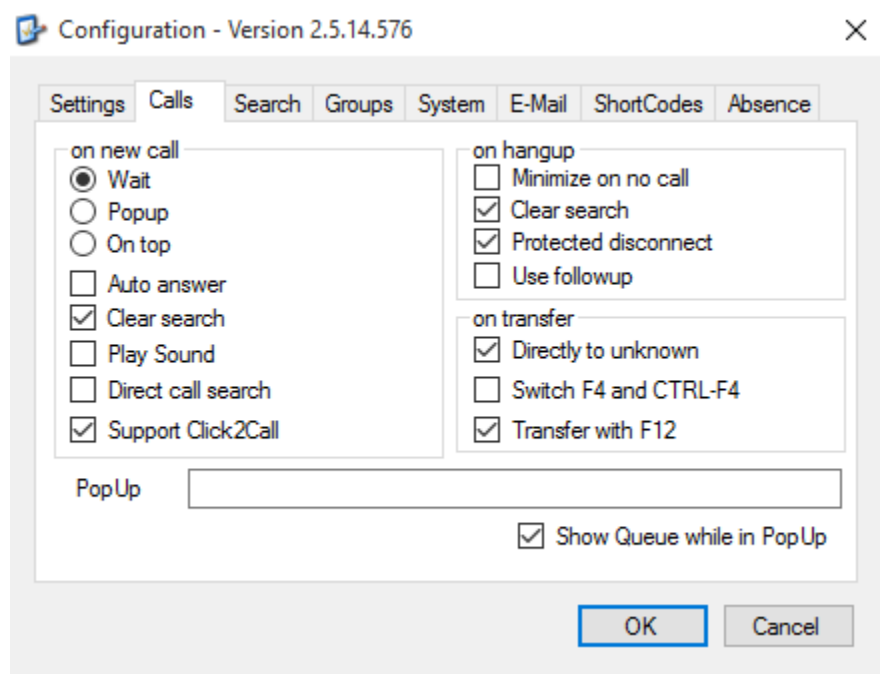 Configuration - Version 2.5.14.576
Settings Calls Search Groups System E-Mail ShortCodes Absence
on new call
Wait
Popup
On top
Auto answer
Clear search
Play Sound
Direct call search
Support Click2Call
on hangup
Minimize on no call
Clear search
Protected disconnect
Use followup
on transfer
Directly to unknown
Switch F4 and CTRL-F4
Transfer with F12
PopUp
Show Queue while in PopUp
OK Cancel